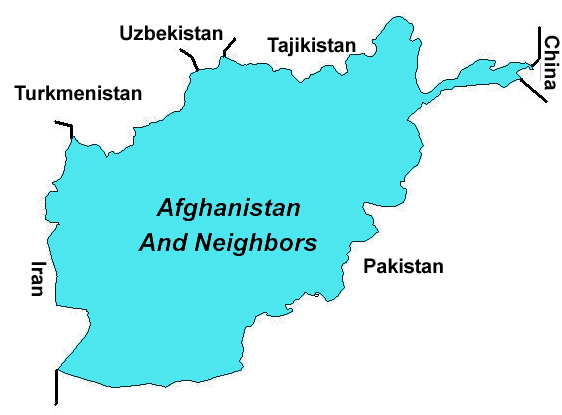 Uzbekistan
Tajikistan
China
Turkmenistan
Afghanistan
And Neighbors
Iran
Pakistan